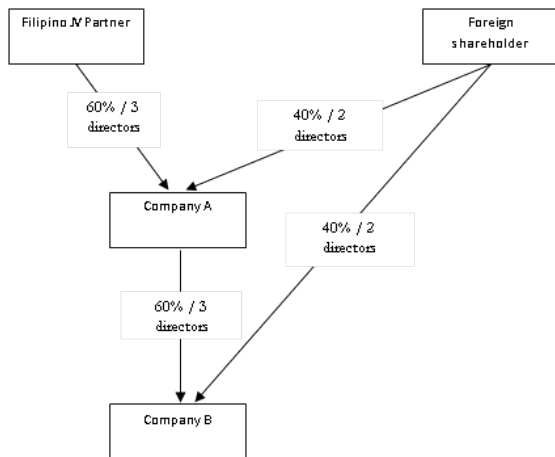 Filipino JV Partner
Foreign
shareholder
60% / 3
directors
40% / 2
directors
Company A
40% / 2
directors
60% / 3
directors
Company B